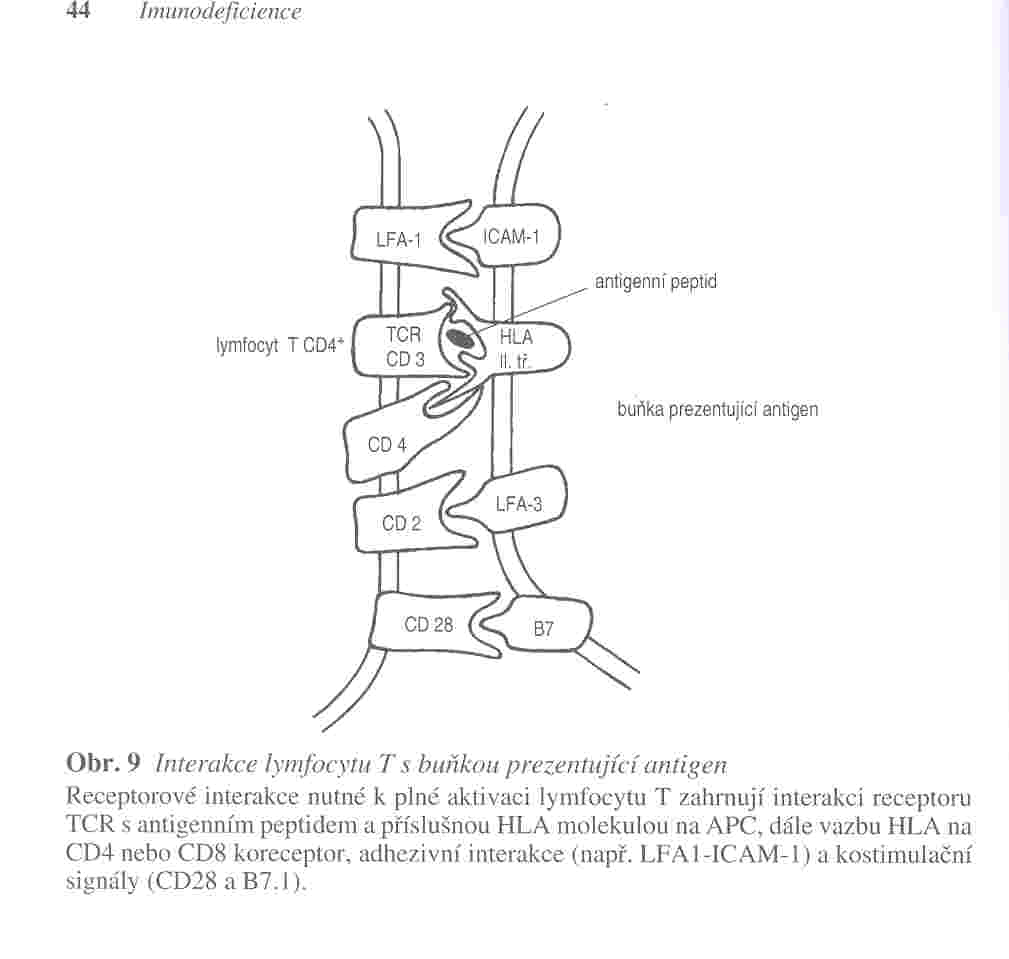 44 Imunodeficience
LFA-1 ICAM-1
antigenní peptid
lymfocyt T CD4+
TCR
CD 3
HLA
II. tř.
buňka prezentující antigen
CD 4
LFA-3
CD 2
CD 28 B7
Obr. 9 Interakce lymfocytu T s buňkou prezentující antigen
Receptorové interakce nutné k plné aktivaci lymfocytu T zahrnují interakci receptoru
TCR s antigenním peptidem a příslušnou HLA molekulou na APC, dále vazbu HLA na
CD4 nebo CD8 koreceptor, adhezivní interakce (např. LFA1-ICAM-1) a kostimulační
signály (CD28 a B7.1).